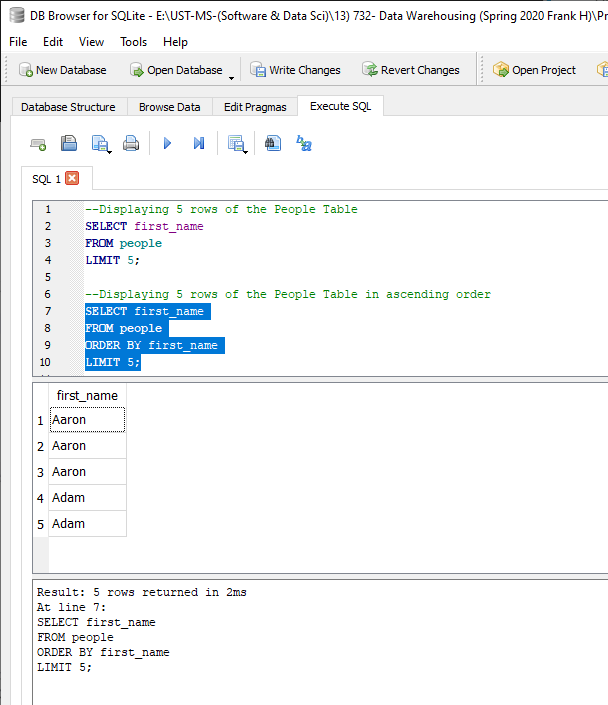 DB Browser for SQLite - E:\UST-MS-(Software & Data Sci)\13) 732- Data Warehousing (Spring 2020 Frank H)\Pr
File Edit View Tools Help
New Database Open Database Write Changes Revert Changes Open Project
Database Structure Browse Data Edit Pragmas Execute SQL
SQL 1
1 --Displaying 5 rows of the People Table
2 SELECT first_name
3 FROM people
4 LIMIT 5;
5
6 --Displaying 5 rows of the People Table in ascending order
7 SELECT first_name
8 FROM people
9 ORDER BY first_name
10 LIMIT 5;
first_name
1 Aaron
2 Aaron
3 Aaron
4 Adam
5 Adam
Result: 5 rows returned in 2ms
At line 7:
SELECT first_name
FROM people
ORDER BY first_name
LIMIT 5;